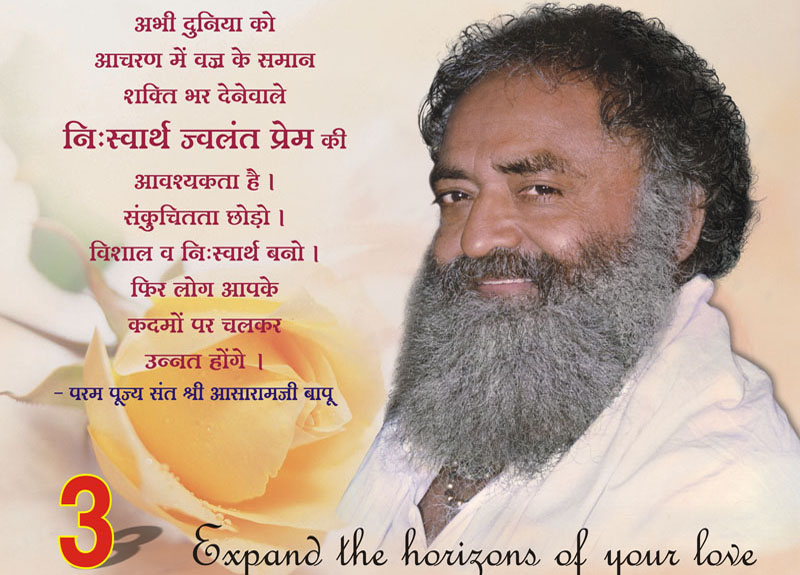 अभी दुनिया को
आचरण में वज्र के समान
शक्ति भर देनेवाले
निःस्वार्थ ज्वलंत प्रेम की
आवश्यकता है ।
संकुचितता छोड़ो ।
विशाल व निःस्वार्थ बनो ।
फिर लोग आपके
कदमों पर चलकर
उन्नत होंगे ।
- परम पूज्य संत श्री आसारामजी बापू
3
Expand the horizons of your love